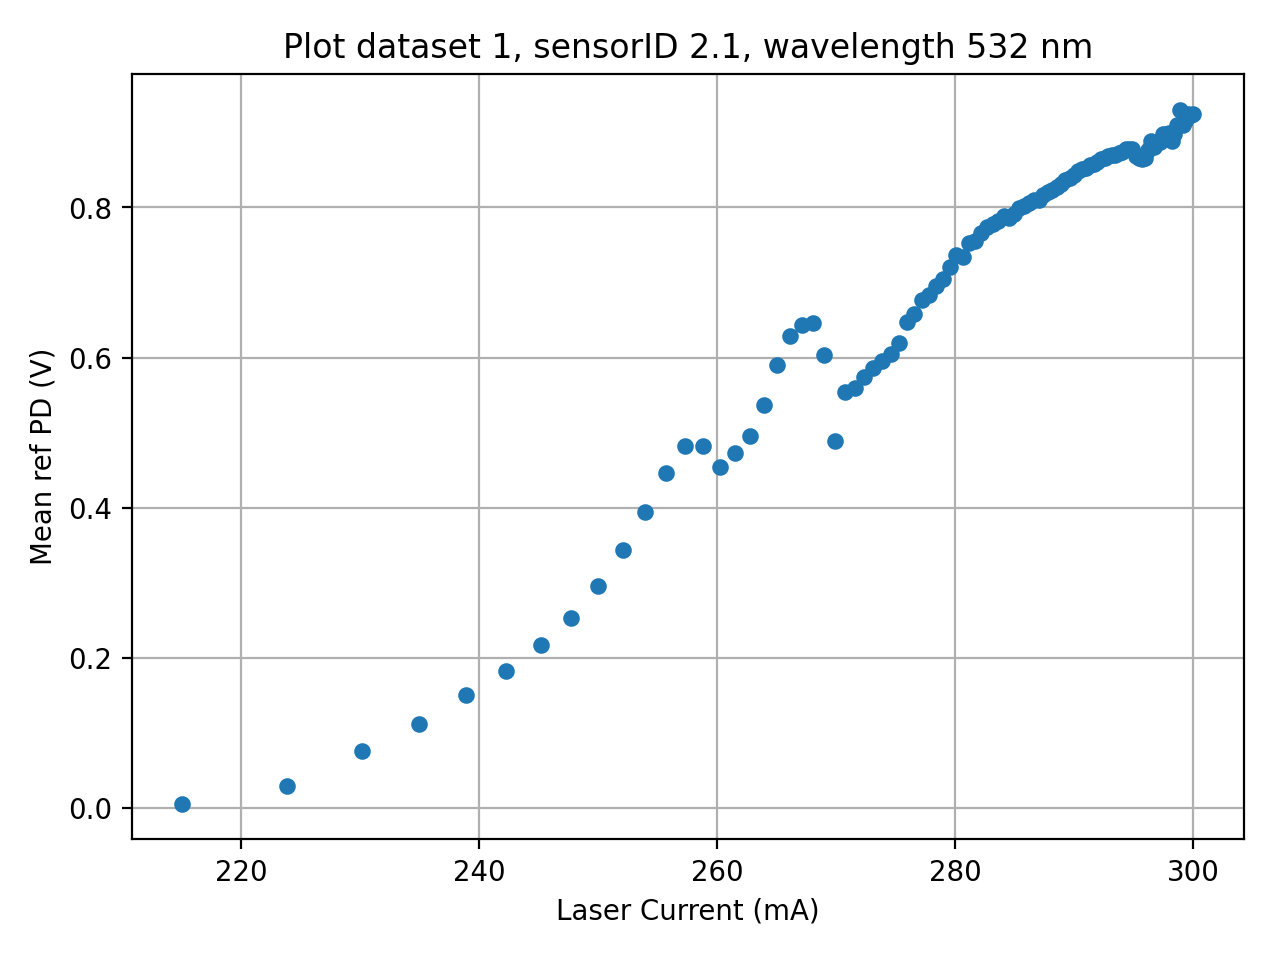 Plot dataset 1, sensorID 2.1, wavelength 532 nm
Mean ref PD (V)
0.8
0.6
0.4
0.2
0.0
220 240 260 280 300
Laser Current (mA)